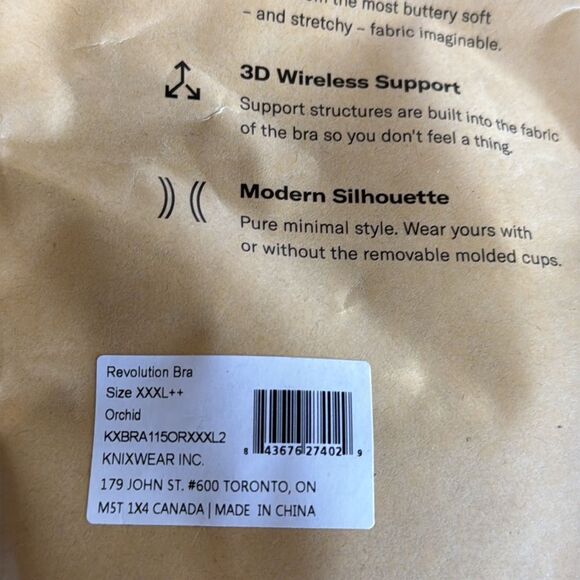 the most buttery soft
– and stretchy – fabric imaginable.
3D Wireless Support
Support structures are built into the fabric
of the bra so you don't feel a thing.
Modern Silhouette
Pure minimal style. Wear yours with
or without the removable molded cups.
Revolution Bra
Size XXXL++
Orchid
KXBRA115ORXXXL2
KNIXWEAR INC.
179 JOHN ST. #600 TORONTO, ON
M5T 1X4 CANADA | MADE IN CHINA
8 43676 27402 9